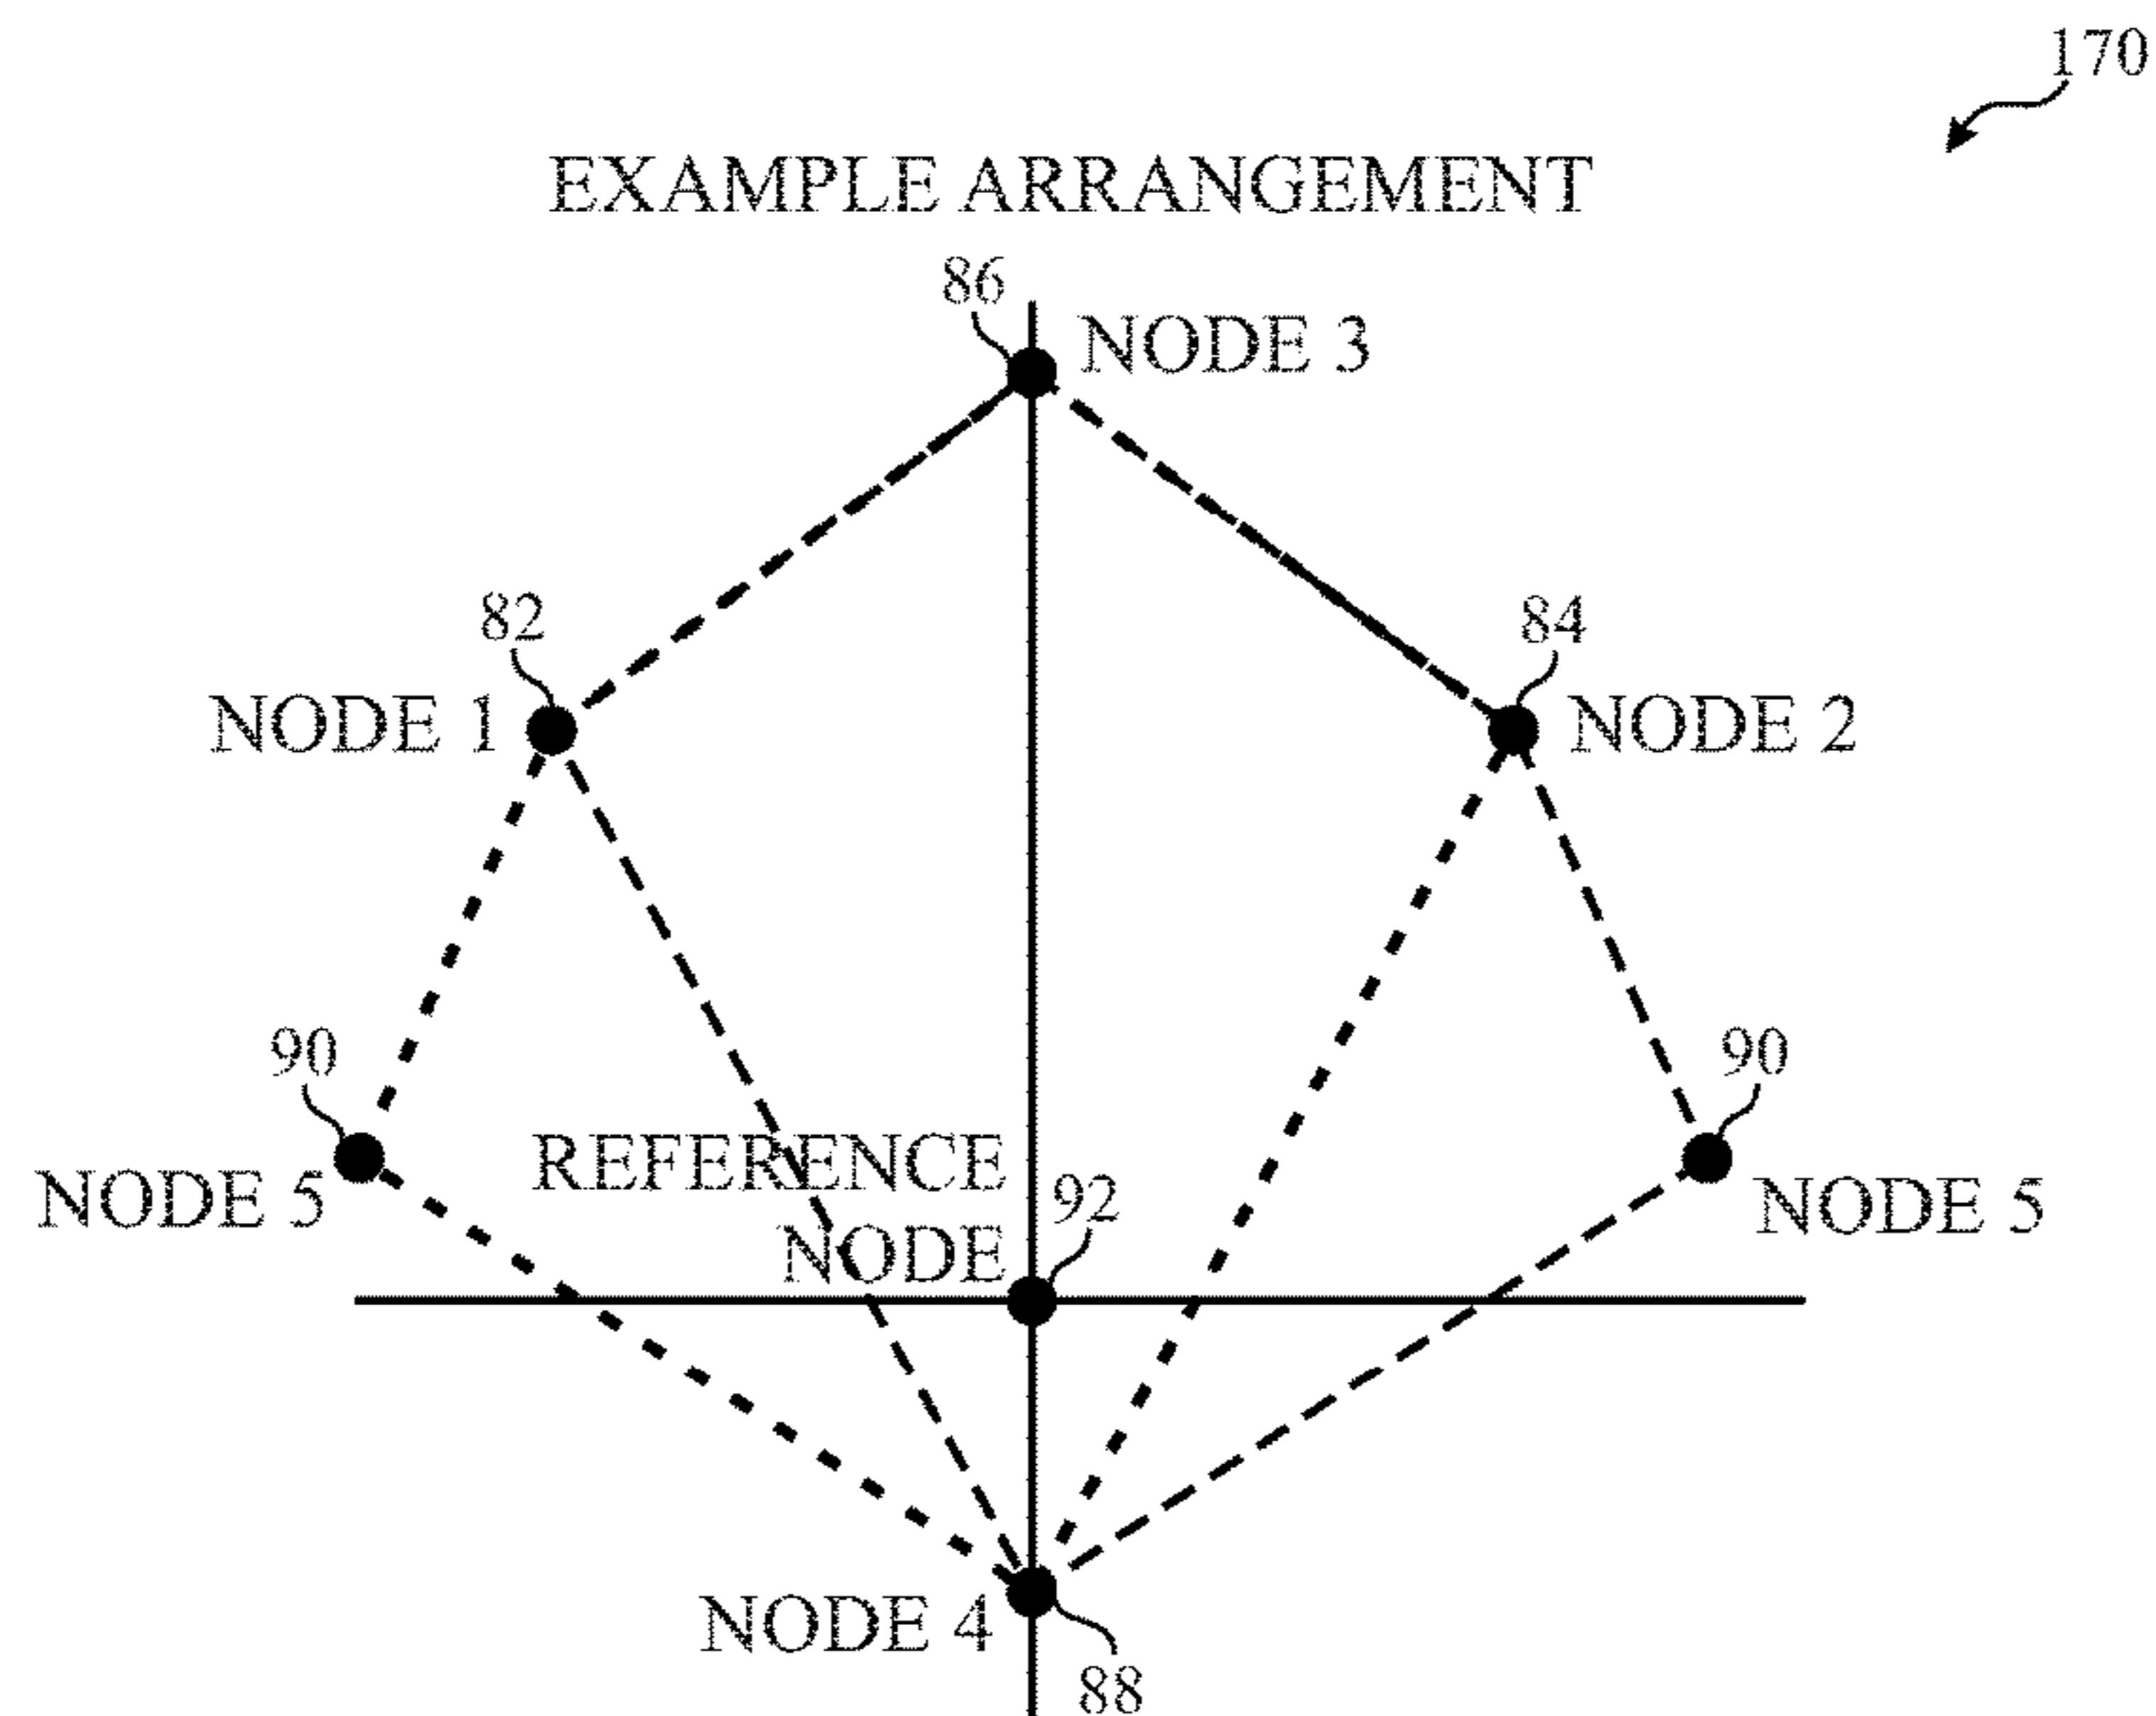 170
EXAMPLE ARRANGEMENT
86
NODE 3
82
84
NODE 1
NODE 2
90
90
REFERENCE
NODE
92
NODE 5
NODE 5
NODE 4
88